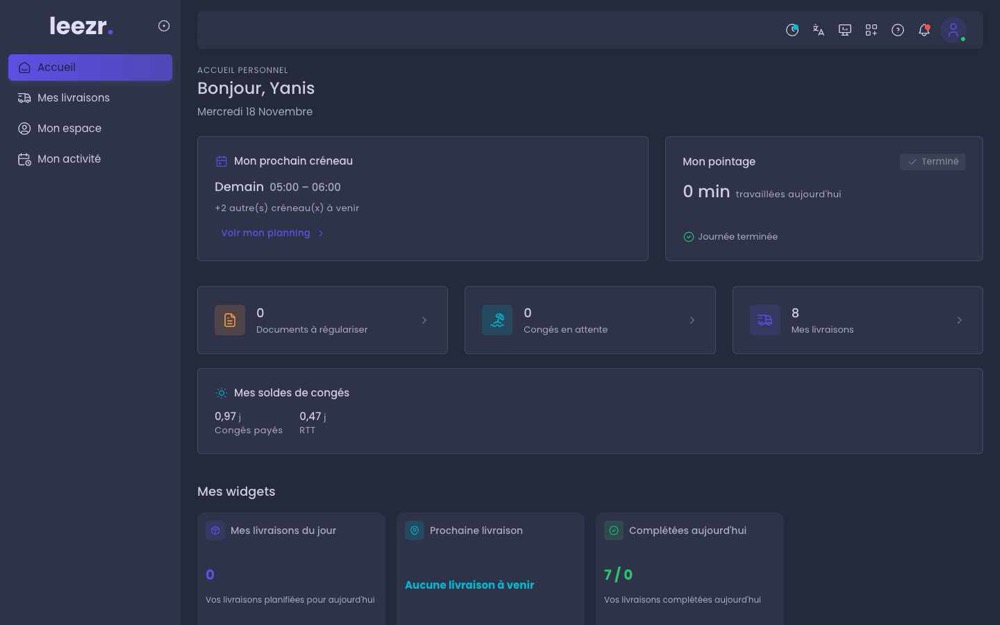 leezr.
Accueil
Mes livraisons
Mon espace
Mon activité
ACCUEIL PERSONNEL
Bonjour, Yanis
Mercredi 18 Novembre
Mon prochain créneau
Demain 05:00 – 06:00
+2 autre(s) créneau(x) à venir
Voir mon planning
Mon pointage
Terminé
0 min travaillées aujourd'hui
Journée terminée
0
Documents à régulariser
0
Congés en attente
8
Mes livraisons
Mes soldes de congés
0,97 j
Congés payés
0,47 j
RTT
Mes widgets
Mes livraisons du jour
0
Vos livraisons planifiées pour aujourd'hui
Prochaine livraison
Aucune livraison à venir
Complétées aujourd'hui
7 / 0
Vos livraisons complétées aujourd'hui